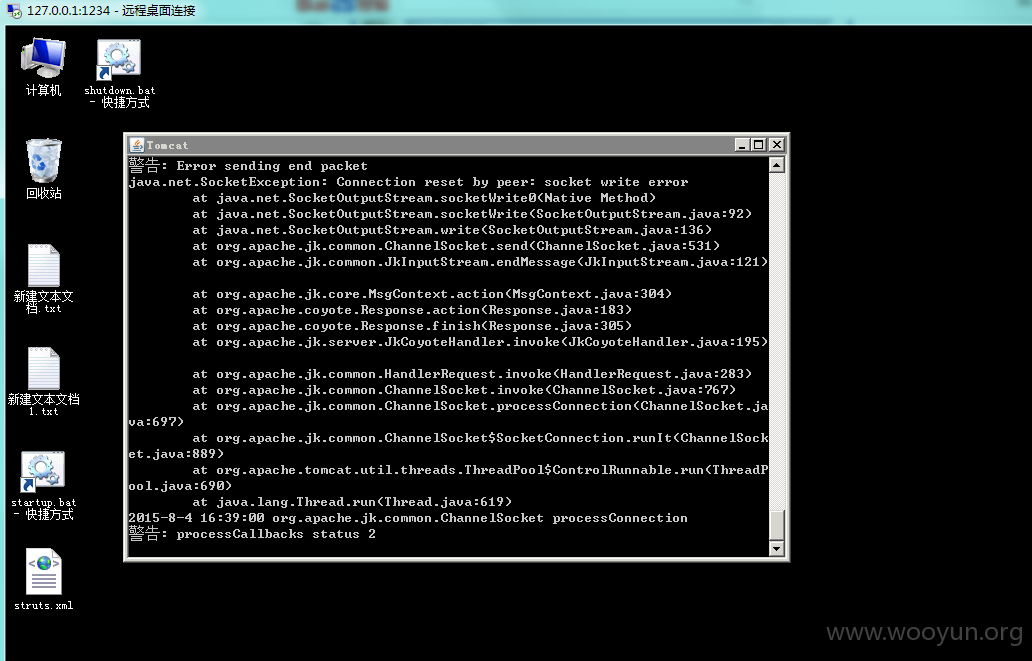 127.0.0.1:1234 - 远程桌面连接
计算机
shutdown.bat
- 快捷方式
回收站
新建文本文
档.txt
新建文本文档
1.txt
startup.bat
- 快捷方式
struts.xml
Tomcat
警告: Error sending end packet
java.net.SocketException: Connection reset by peer: socket write error
at java.net.SocketOutputStream.socketWrite0(Native Method)
at java.net.SocketOutputStream.socketWrite(SocketOutputStream.java:92)
at java.net.SocketOutputStream.write(SocketOutputStream.java:136)
at org.apache.jk.common.ChannelSocket.send(ChannelSocket.java:531)
at org.apache.jk.common.JkInputStream.endMessage(JkInputStream.java:121)
at org.apache.jk.core.MsgContext.action(MsgContext.java:304)
at org.apache.coyote.Response.action(Response.java:183)
at org.apache.coyote.Response.finish(Response.java:305)
at org.apache.jk.server.JkCoyoteHandler.invoke(JkCoyoteHandler.java:195)
at org.apache.jk.common.HandlerRequest.invoke(HandlerRequest.java:283)
at org.apache.jk.common.ChannelSocket.invoke(ChannelSocket.java:767)
at org.apache.jk.common.ChannelSocket.processConnection(ChannelSocket.ja
va:697)
at org.apache.jk.common.ChannelSocket$SocketConnection.runIt(ChannelSock
et.java:889)
at org.apache.tomcat.util.threads.ThreadPool$ControlRunnable.run(ThreadP
ool.java:690)
at java.lang.Thread.run(Thread.java:619)
2015-8-4 16:39:00 org.apache.jk.common.ChannelSocket processConnection
警告: processCallbacks status 2
www.wooyun.org